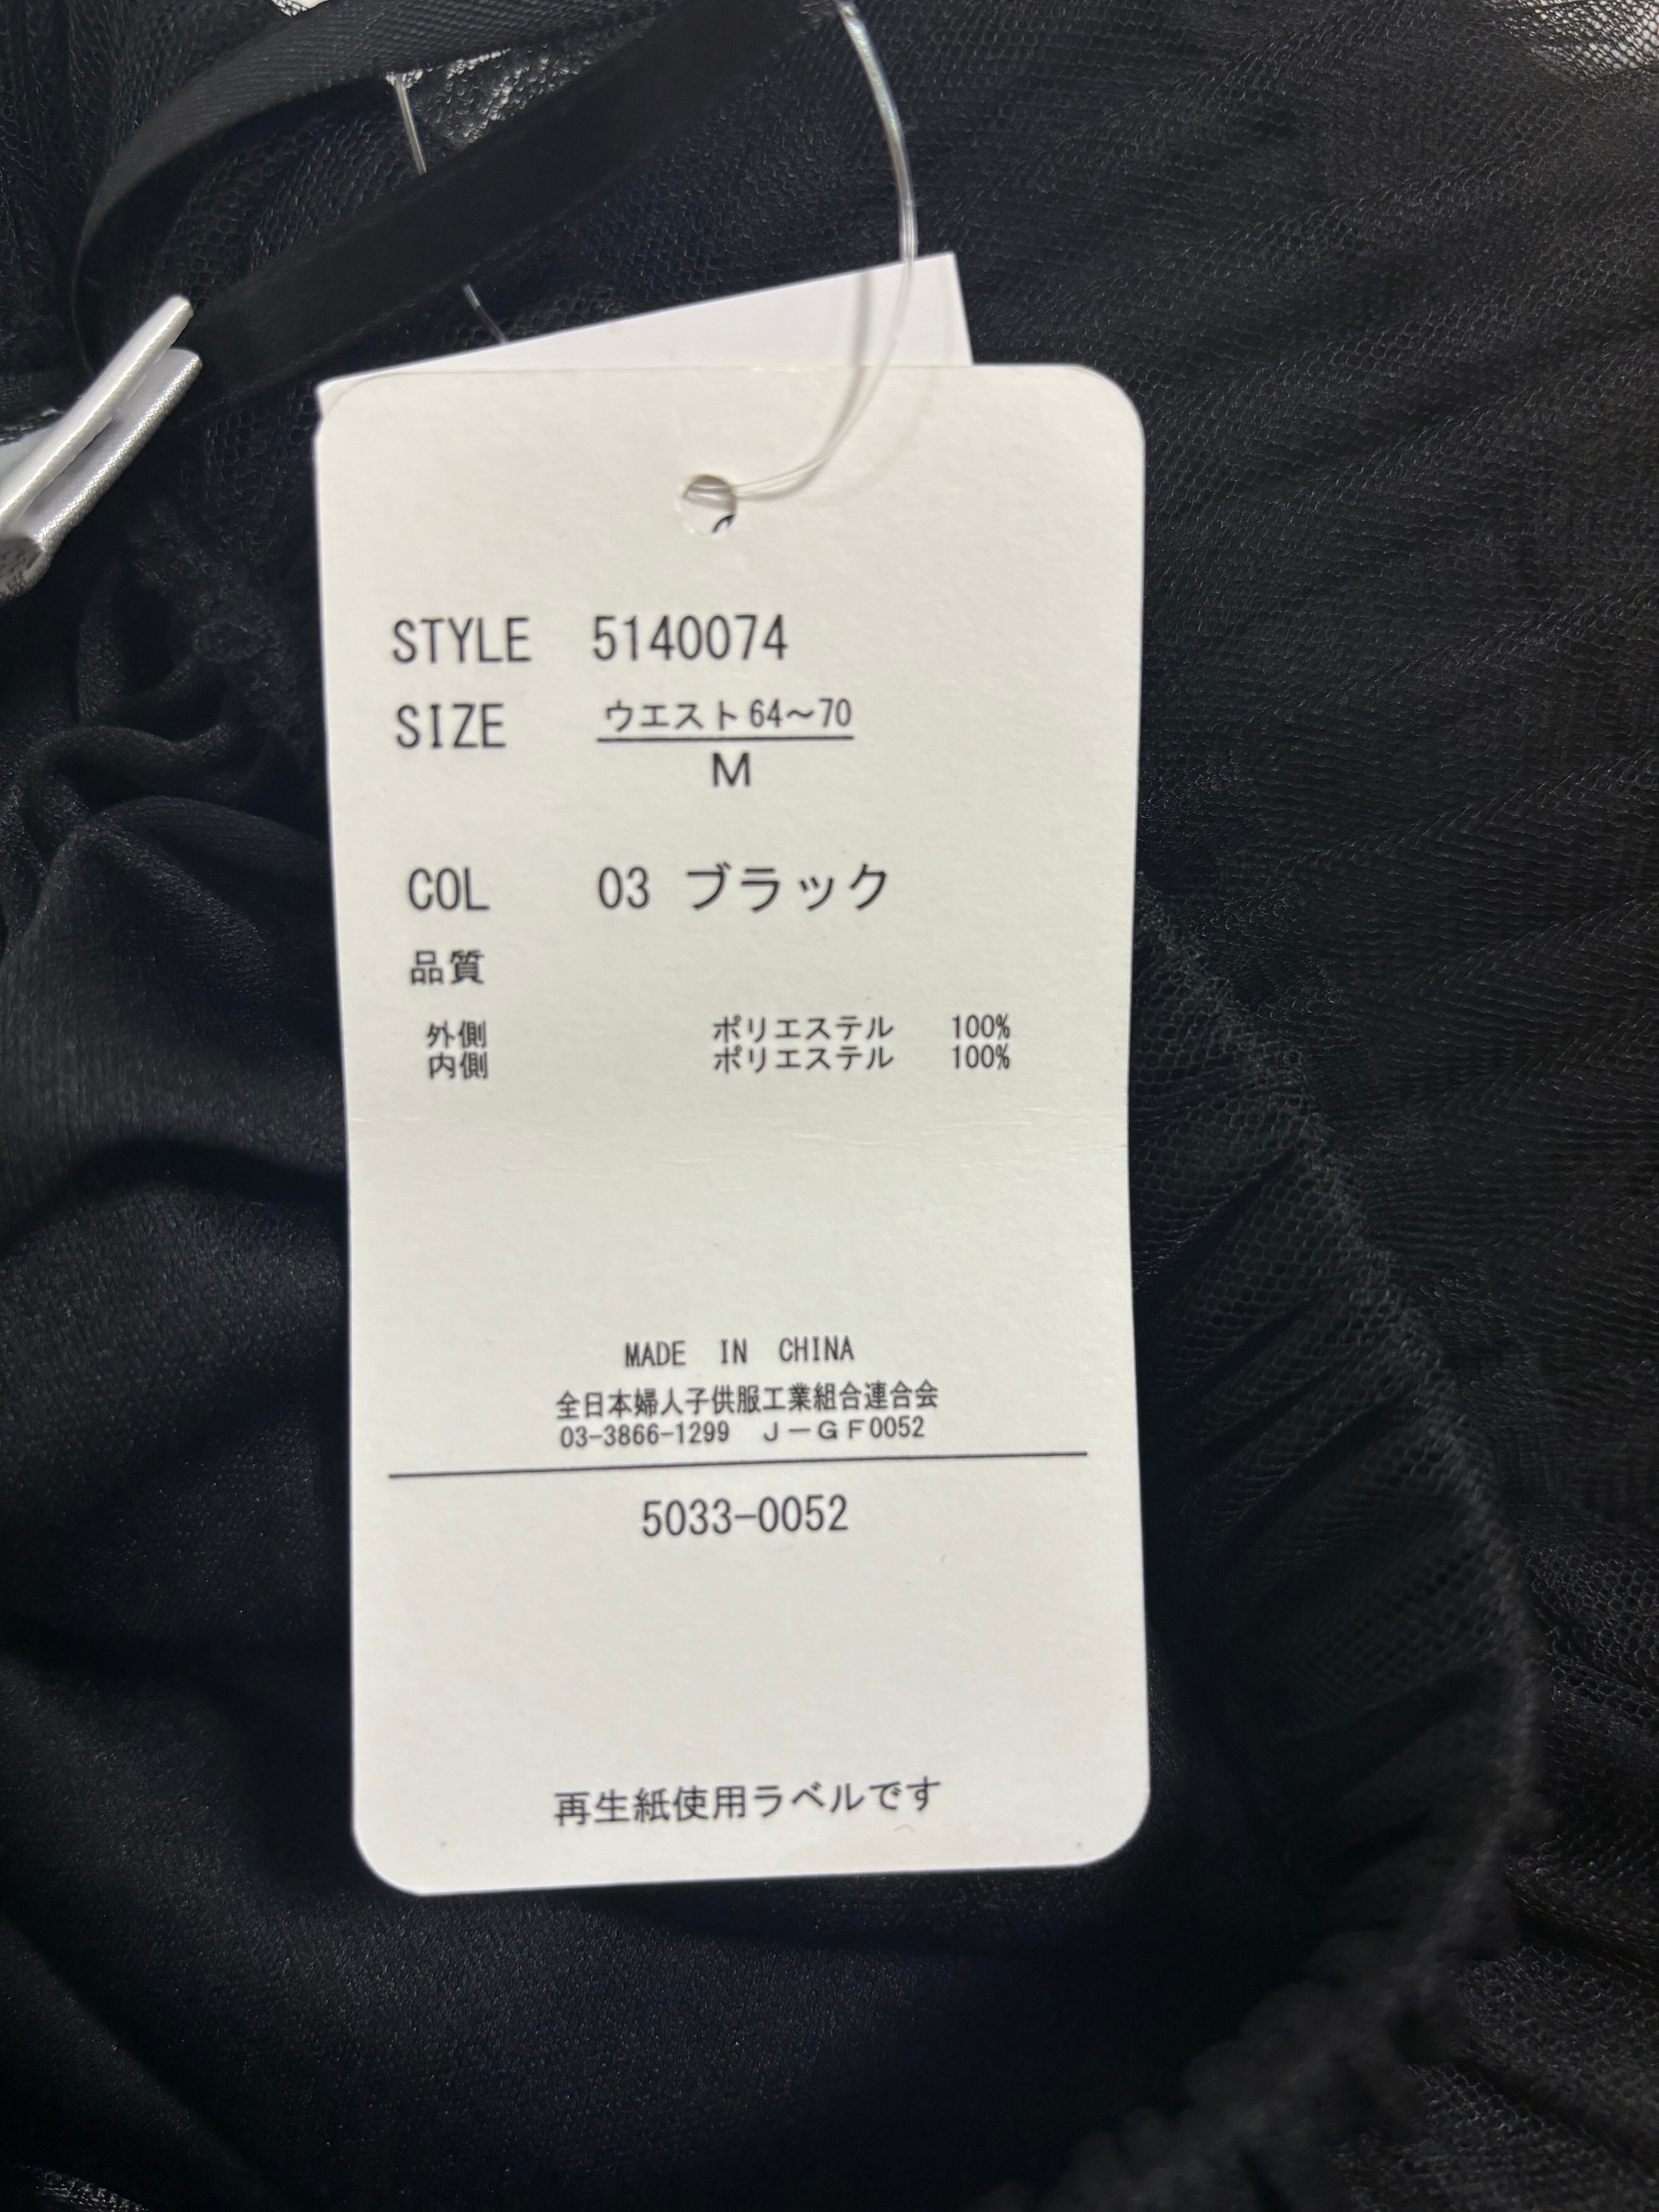 STYLE 5140074
SIZE ウエスト64～70
M
COL 03 ブラック
品質
外側 ポリエステル 100%
内側 ポリエステル 100%
MADE IN CHINA
全日本婦人子供服工業組合連合会
03-3866-1299 J－GF0052
5033-0052
再生紙使用ラベルです